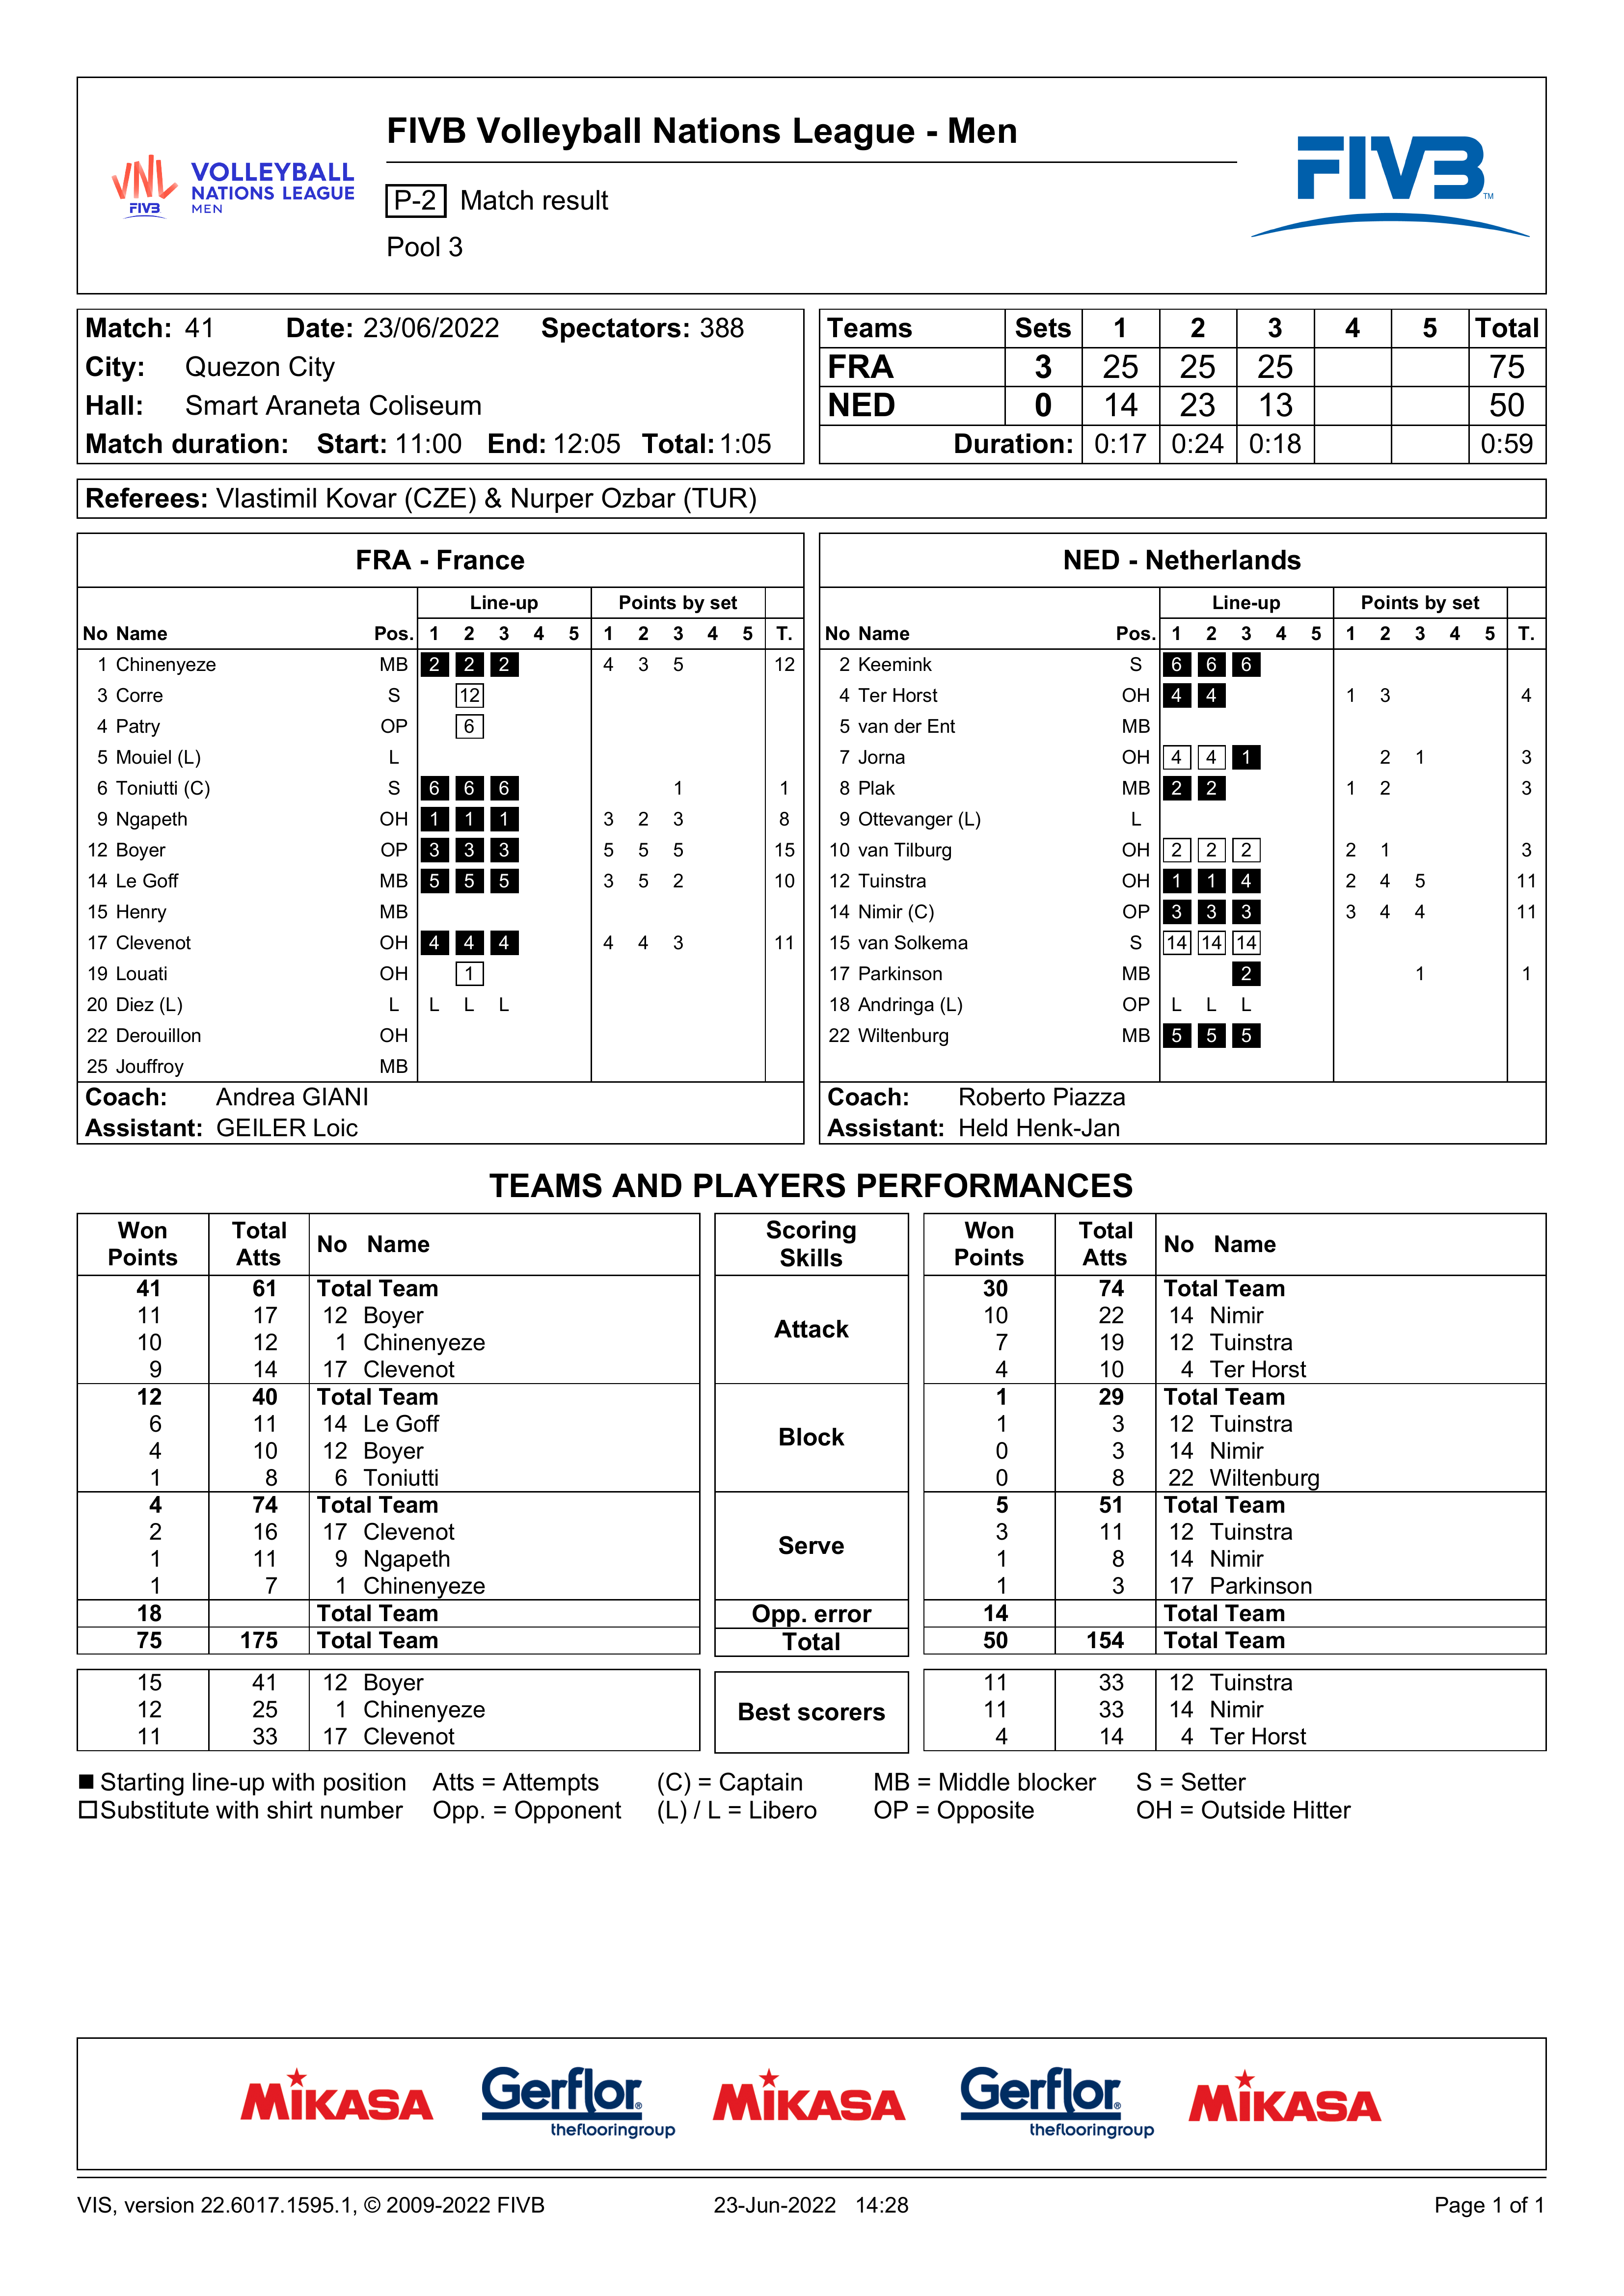 FIVB Volleyball Nations League - Men
VNL FIVB VOLLEYBALL NATIONS LEAGUE MEN
P-2 Match result
Pool 3
FIVB TM
Match: 41 Date: 23/06/2022 Spectators: 388
City: Quezon City
Hall: Smart Araneta Coliseum
Match duration: Start: 11:00 End: 12:05 Total: 1:05
Teams Sets 1 2 3 4 5 Total
FRA 3 25 25 25 75
NED 0 14 23 13 50
Duration: 0:17 0:24 0:18 0:59
Referees: Vlastimil Kovar (CZE) & Nurper Ozbar (TUR)
FRA - France
Line-up Points by set
No Name Pos. 1 2 3 4 5 1 2 3 4 5 T.
1 Chinenyeze MB 2 2 2 4 3 5 12
3 Corre S 12
4 Patry OP 6
5 Mouiel (L) L
6 Toniutti (C) S 6 6 6 1 1
9 Ngapeth OH 1 1 1 3 2 3 8
12 Boyer OP 3 3 3 5 5 5 15
14 Le Goff MB 5 5 5 3 5 2 10
15 Henry MB
17 Clevenot OH 4 4 4 4 4 3 11
19 Louati OH 1
20 Diez (L) L L L L
22 Derouillon OH
25 Jouffroy MB
Coach: Andrea GIANI
Assistant: GEILER Loic
NED - Netherlands
Line-up Points by set
No Name Pos. 1 2 3 4 5 1 2 3 4 5 T.
2 Keemink S 6 6 6
4 Ter Horst OH 4 4 1 3 4
5 van der Ent MB
7 Jorna OH 4 4 1 2 1 3
8 Plak MB 2 2 1 2 3
9 Ottevanger (L) L
10 van Tilburg OH 2 2 2 2 1 3
12 Tuinstra OH 1 1 4 2 4 5 11
14 Nimir (C) OP 3 3 3 3 4 4 11
15 van Solkema S 14 14 14
17 Parkinson MB 2 1 1
18 Andringa (L) OP L L L
22 Wiltenburg MB 5 5 5
Coach: Roberto Piazza
Assistant: Held Henk-Jan
TEAMS AND PLAYERS PERFORMANCES
Won Points Total Atts No Name Scoring Skills Won Points Total Atts No Name
Attack
41 61 Total Team 30 74 Total Team
11 17 12 Boyer 10 22 14 Nimir
10 12 1 Chinenyeze 7 19 12 Tuinstra
9 14 17 Clevenot 4 10 4 Ter Horst
Block
12 40 Total Team 1 29 Total Team
6 11 14 Le Goff 1 3 12 Tuinstra
4 10 12 Boyer 0 3 14 Nimir
1 8 6 Toniutti 0 8 22 Wiltenburg
Serve
4 74 Total Team 5 51 Total Team
2 16 17 Clevenot 3 11 12 Tuinstra
1 11 9 Ngapeth 1 8 14 Nimir
1 7 1 Chinenyeze 1 3 17 Parkinson
18 Total Team Opp. error 14 Total Team
75 175 Total Team Total 50 154 Total Team
Best scorers
15 41 12 Boyer 11 33 12 Tuinstra
12 25 1 Chinenyeze 11 33 14 Nimir
11 33 17 Clevenot 4 14 4 Ter Horst
Starting line-up with position Atts = Attempts (C) = Captain MB = Middle blocker S = Setter
Substitute with shirt number Opp. = Opponent (L) / L = Libero OP = Opposite OH = Outside Hitter
MIKASA Gerflor® theflooringgroup MIKASA Gerflor® theflooringgroup MIKASA
VIS, version 22.6017.1595.1, © 2009-2022 FIVB 23-Jun-2022 14:28 Page 1 of 1